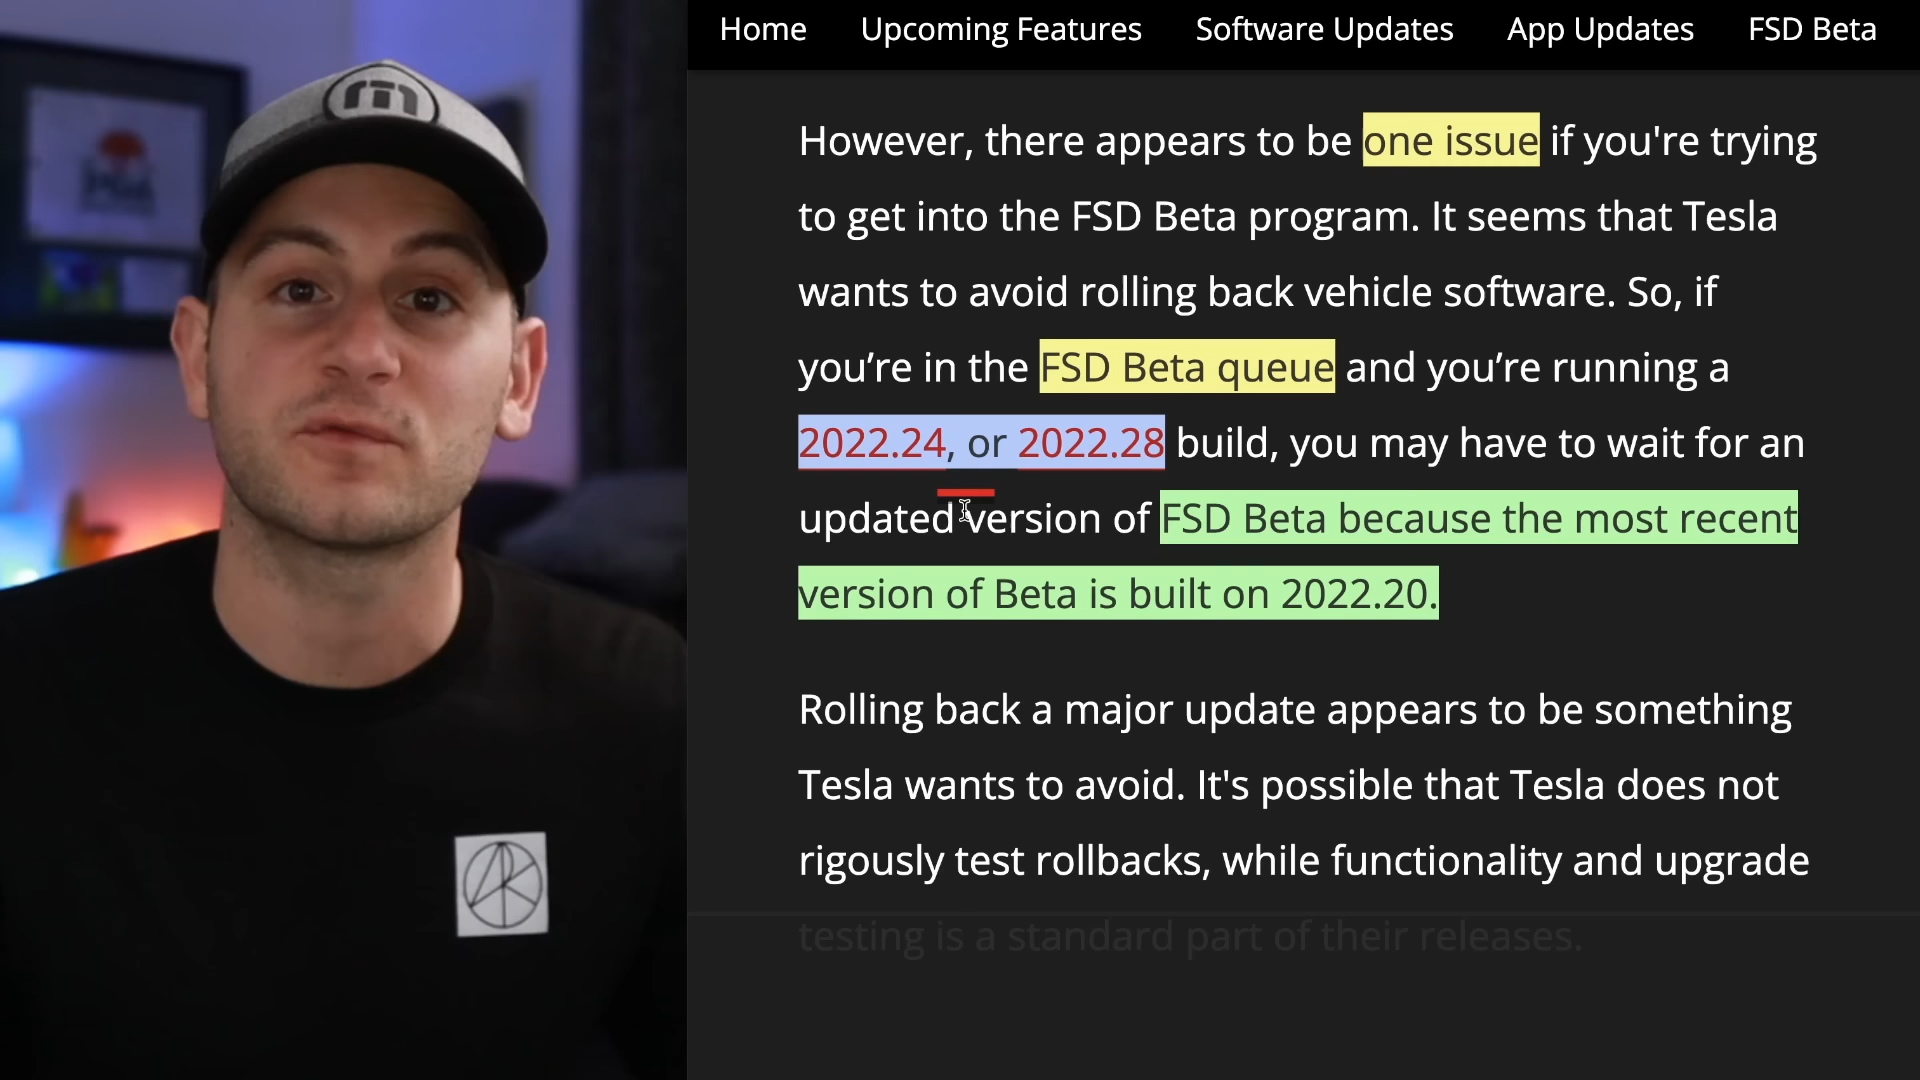 Home Upcoming Features Software Updates App Updates FSD Beta
However, there appears to be one issue if you're trying
to get into the FSD Beta program. It seems that Tesla
wants to avoid rolling back vehicle software. So, if
you’re in the FSD Beta queue and you’re running a
2022.24, or 2022.28 build, you may have to wait for an
updated version of FSD Beta because the most recent
version of Beta is built on 2022.20.
Rolling back a major update appears to be something
Tesla wants to avoid. It's possible that Tesla does not
rigously test rollbacks, while functionality and upgrade
testing is a standard part of their releases.